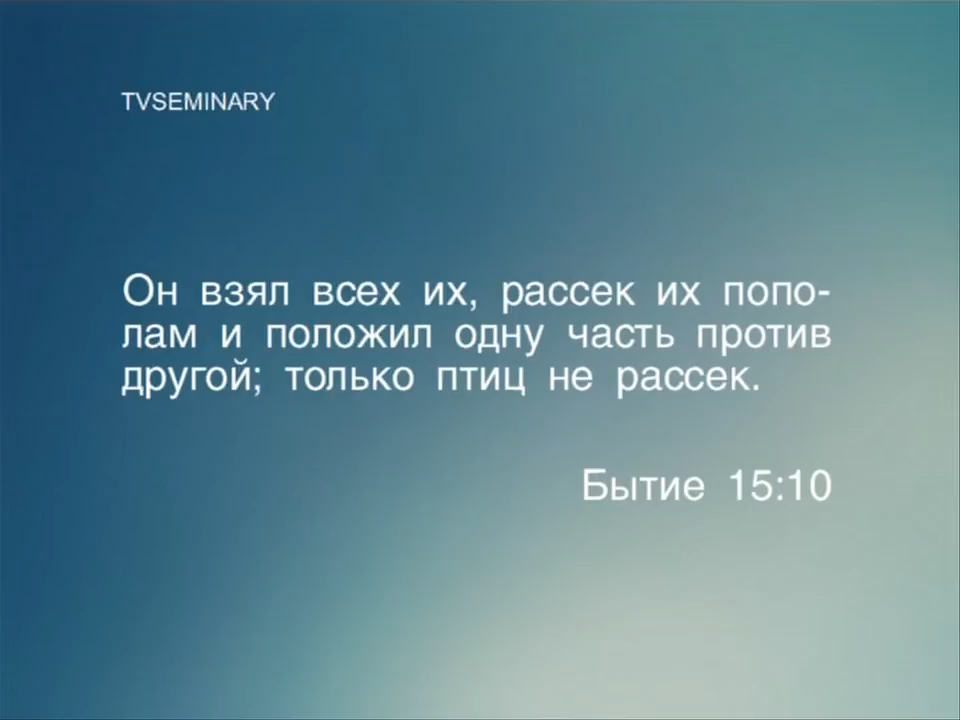 TVSEMINARY
Он взял всех их, рассек их попо-
лам и положил одну часть против
другой; только птиц не рассек.
Бытие 15:10